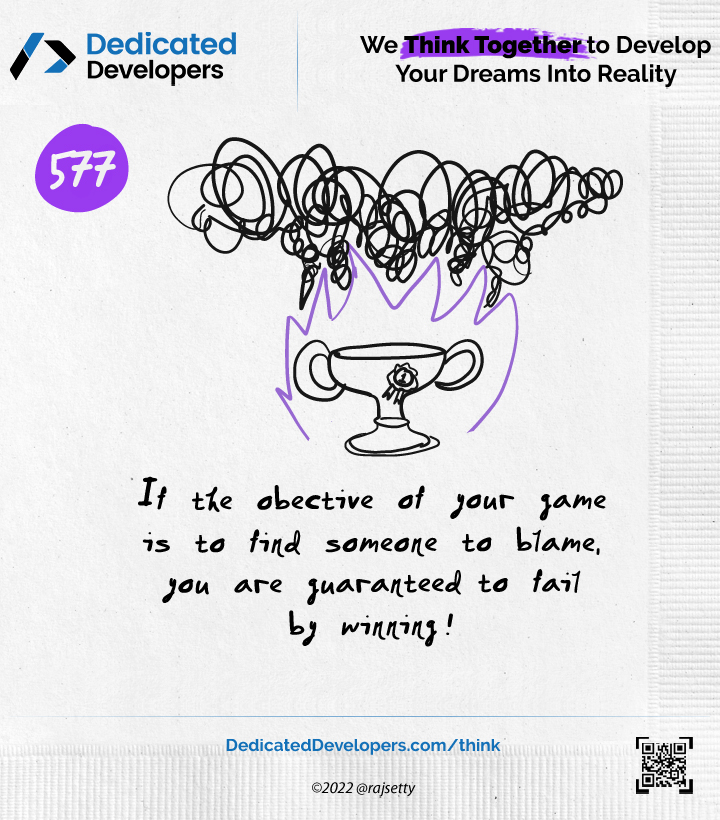 Dedicated
Developers
We Think Together to Develop
Your Dreams Into Reality
577
1
If the obective of your game
is to find someone to blame,
you are guaranteed to fail
by winning!
DedicatedDevelopers.com/think
©2022 @rajsetty